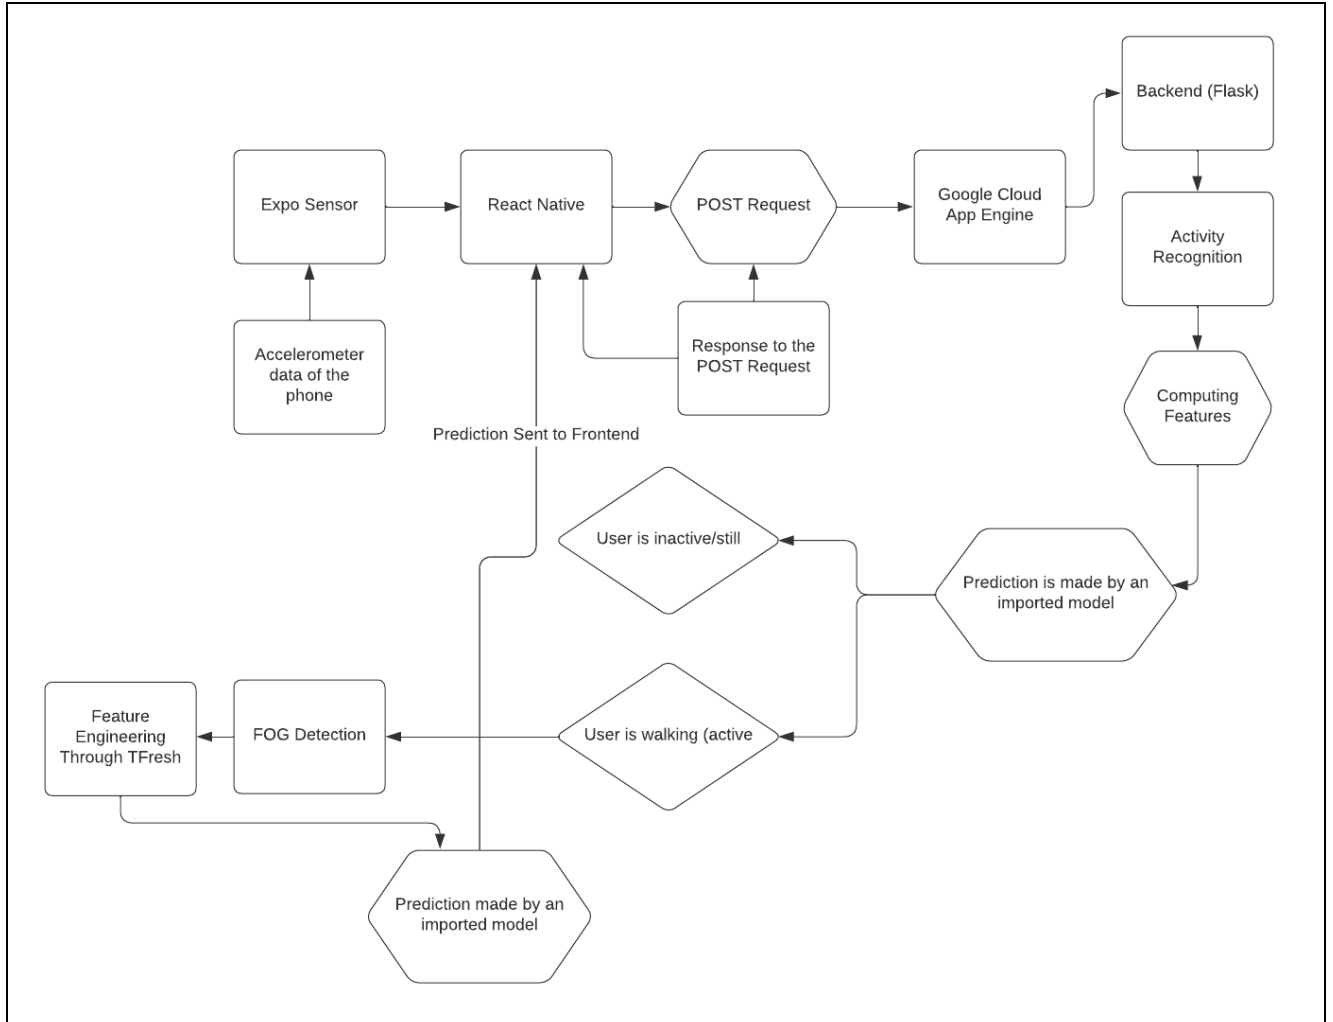 Backend (Flask)
Expo Sensor
React Native
POST Request
Google Cloud
App Engine
Activity
Recognition
Accelerometer
data of the
phone
Response to the
POST Request
Computing
Features
Prediction Sent to Frontend
User is inactive/still
Prediction is made by an
imported model
Feature
Engineering
Through TFresh
FOG Detection
User is walking (active
Prediction made by an
imported model